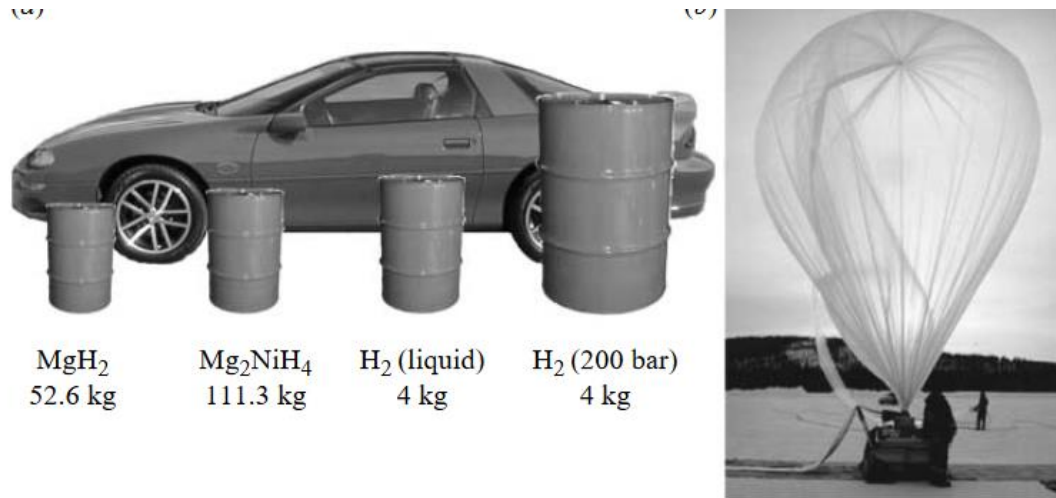 (a)
(b)
MgH2
52.6 kg
Mg2NiH4
111.3 kg
H2 (liquid)
4 kg
H2 (200 bar)
4 kg